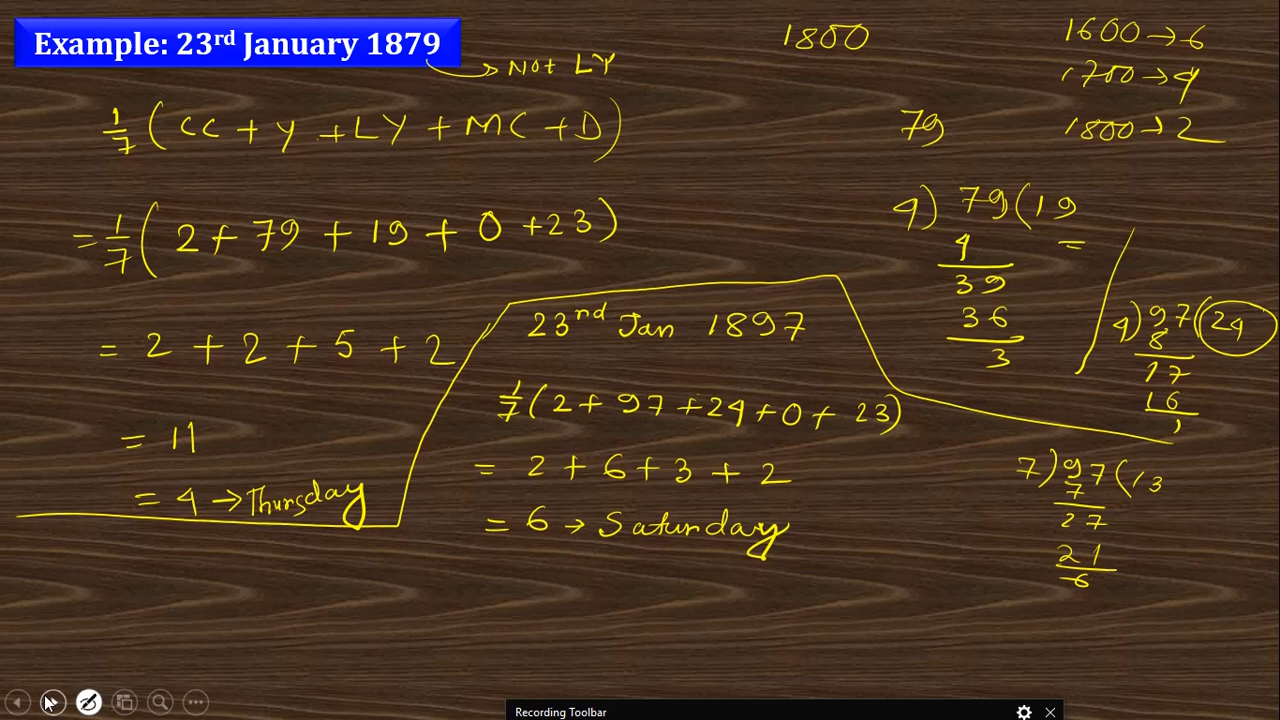 Example: 23rd January 1879
→ Not LY
1/7 (CC + Y + LY + MC + D)
= 1/7 (2 + 79 + 19 + 0 + 23)
= 2 + 2 + 5 + 2
= 11
= 4 → Thursday
23rd Jan 1897
1/7 (2 + 97 + 24 + 0 + 23)
= 2 + 6 + 3 + 2
= 6 → Saturday
1800
79
1600 → 6
1700 → 4
1800 → 2
4) 79 (19
4
39
36
3
=
4) 97 (24
8
17
16
1
7) 97 (13
7
27
21
6
Recording Toolbar